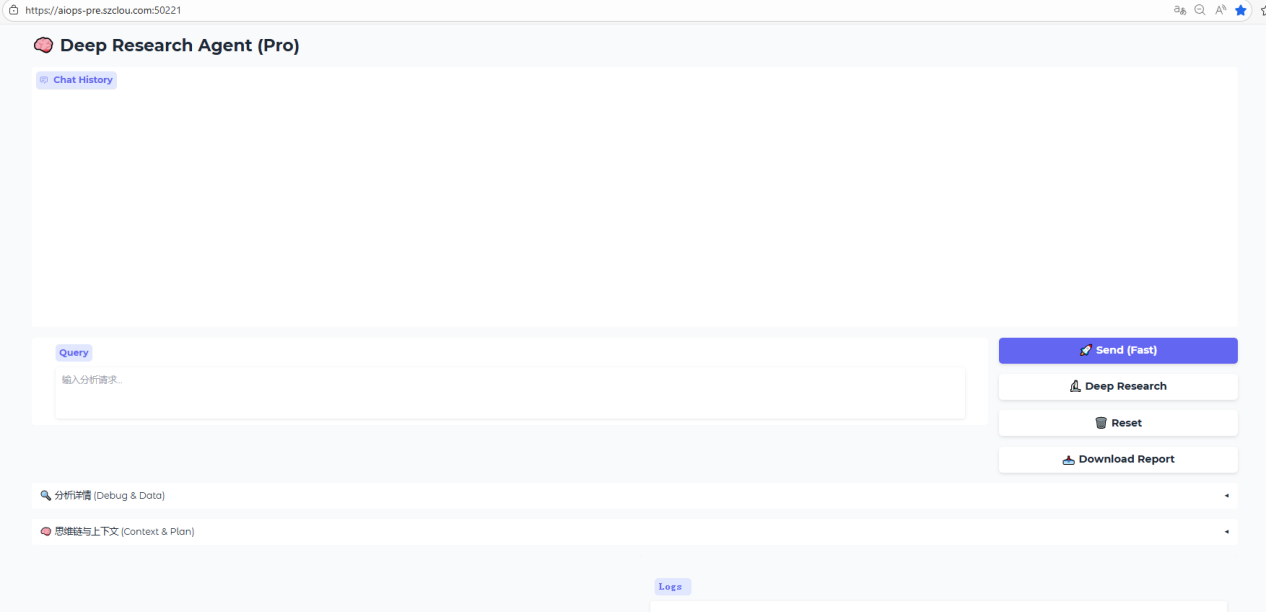 https://aiops-pre.szclou.com:50221
Deep Research Agent (Pro)
Chat History
Query
输入分析请求...
Send (Fast)
Deep Research
Reset
Download Report
分析详情 (Debug & Data)
思维链与上下文 (Context & Plan)
Logs